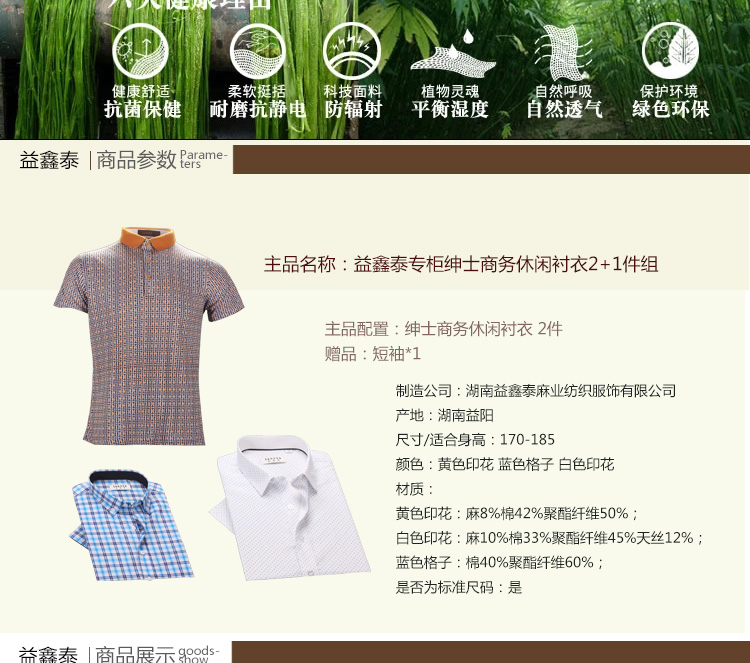 健康舒适 柔软挺括 科技面料 植物灵魂 自然呼吸 保护环境
抗菌保健 耐磨抗静电 防辐射 平衡湿度 自然透气 绿色环保
益鑫泰 商品参数 Parame-
ters
主品名称：益鑫泰专柜绅士商务休闲衬衣2+1件组
主品配置：绅士商务休闲衬衣 2件
赠品：短袖*1
制造公司：湖南益鑫泰麻业纺织服饰有限公司
产地：湖南益阳
尺寸/适合身高：170-185
颜色：黄色印花 蓝色格子 白色印花
材质：
黄色印花：麻8%棉42%聚酯纤维50%；
白色印花：麻10%棉33%聚酯纤维45%天丝12%；
蓝色格子：棉40%聚酯纤维60%；
是否为标准尺码：是
益鑫泰 商品展示 goods-
show